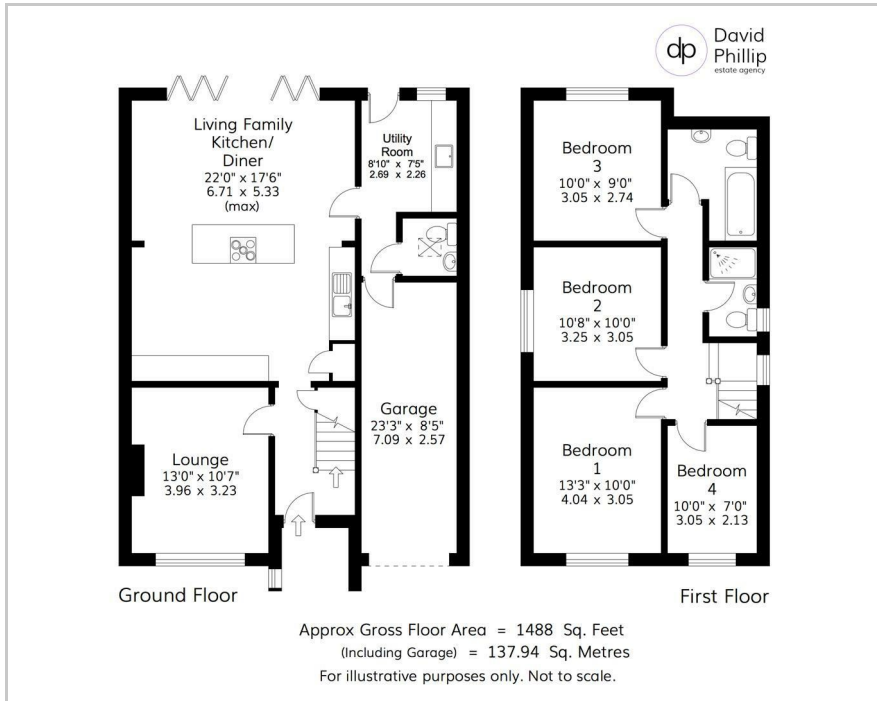 dp
David
Phillip
estate agency
Living Family
Kitchen/
Diner
22'0" x 17'6"
6.71 x 5.33
(max)
Utility
Room
8'10" x 7'5"
2.69 x 2.26
Garage
23'3" x 8'5"
7.09 x 2.57
Lounge
13'0" x 10'7"
3.96 x 3.23
Ground Floor
Bedroom
3
10'0" x 9'0"
3.05 x 2.74
Bedroom
2
10'8" x 10'0"
3.25 x 3.05
Bedroom
1
13'3" x 10'0"
4.04 x 3.05
Bedroom
4
10'0" x 7'0"
3.05 x 2.13
First Floor
Approx Gross Floor Area = 1488 Sq. Feet
(Including Garage) = 137.94 Sq. Metres
For illustrative purposes only. Not to scale.